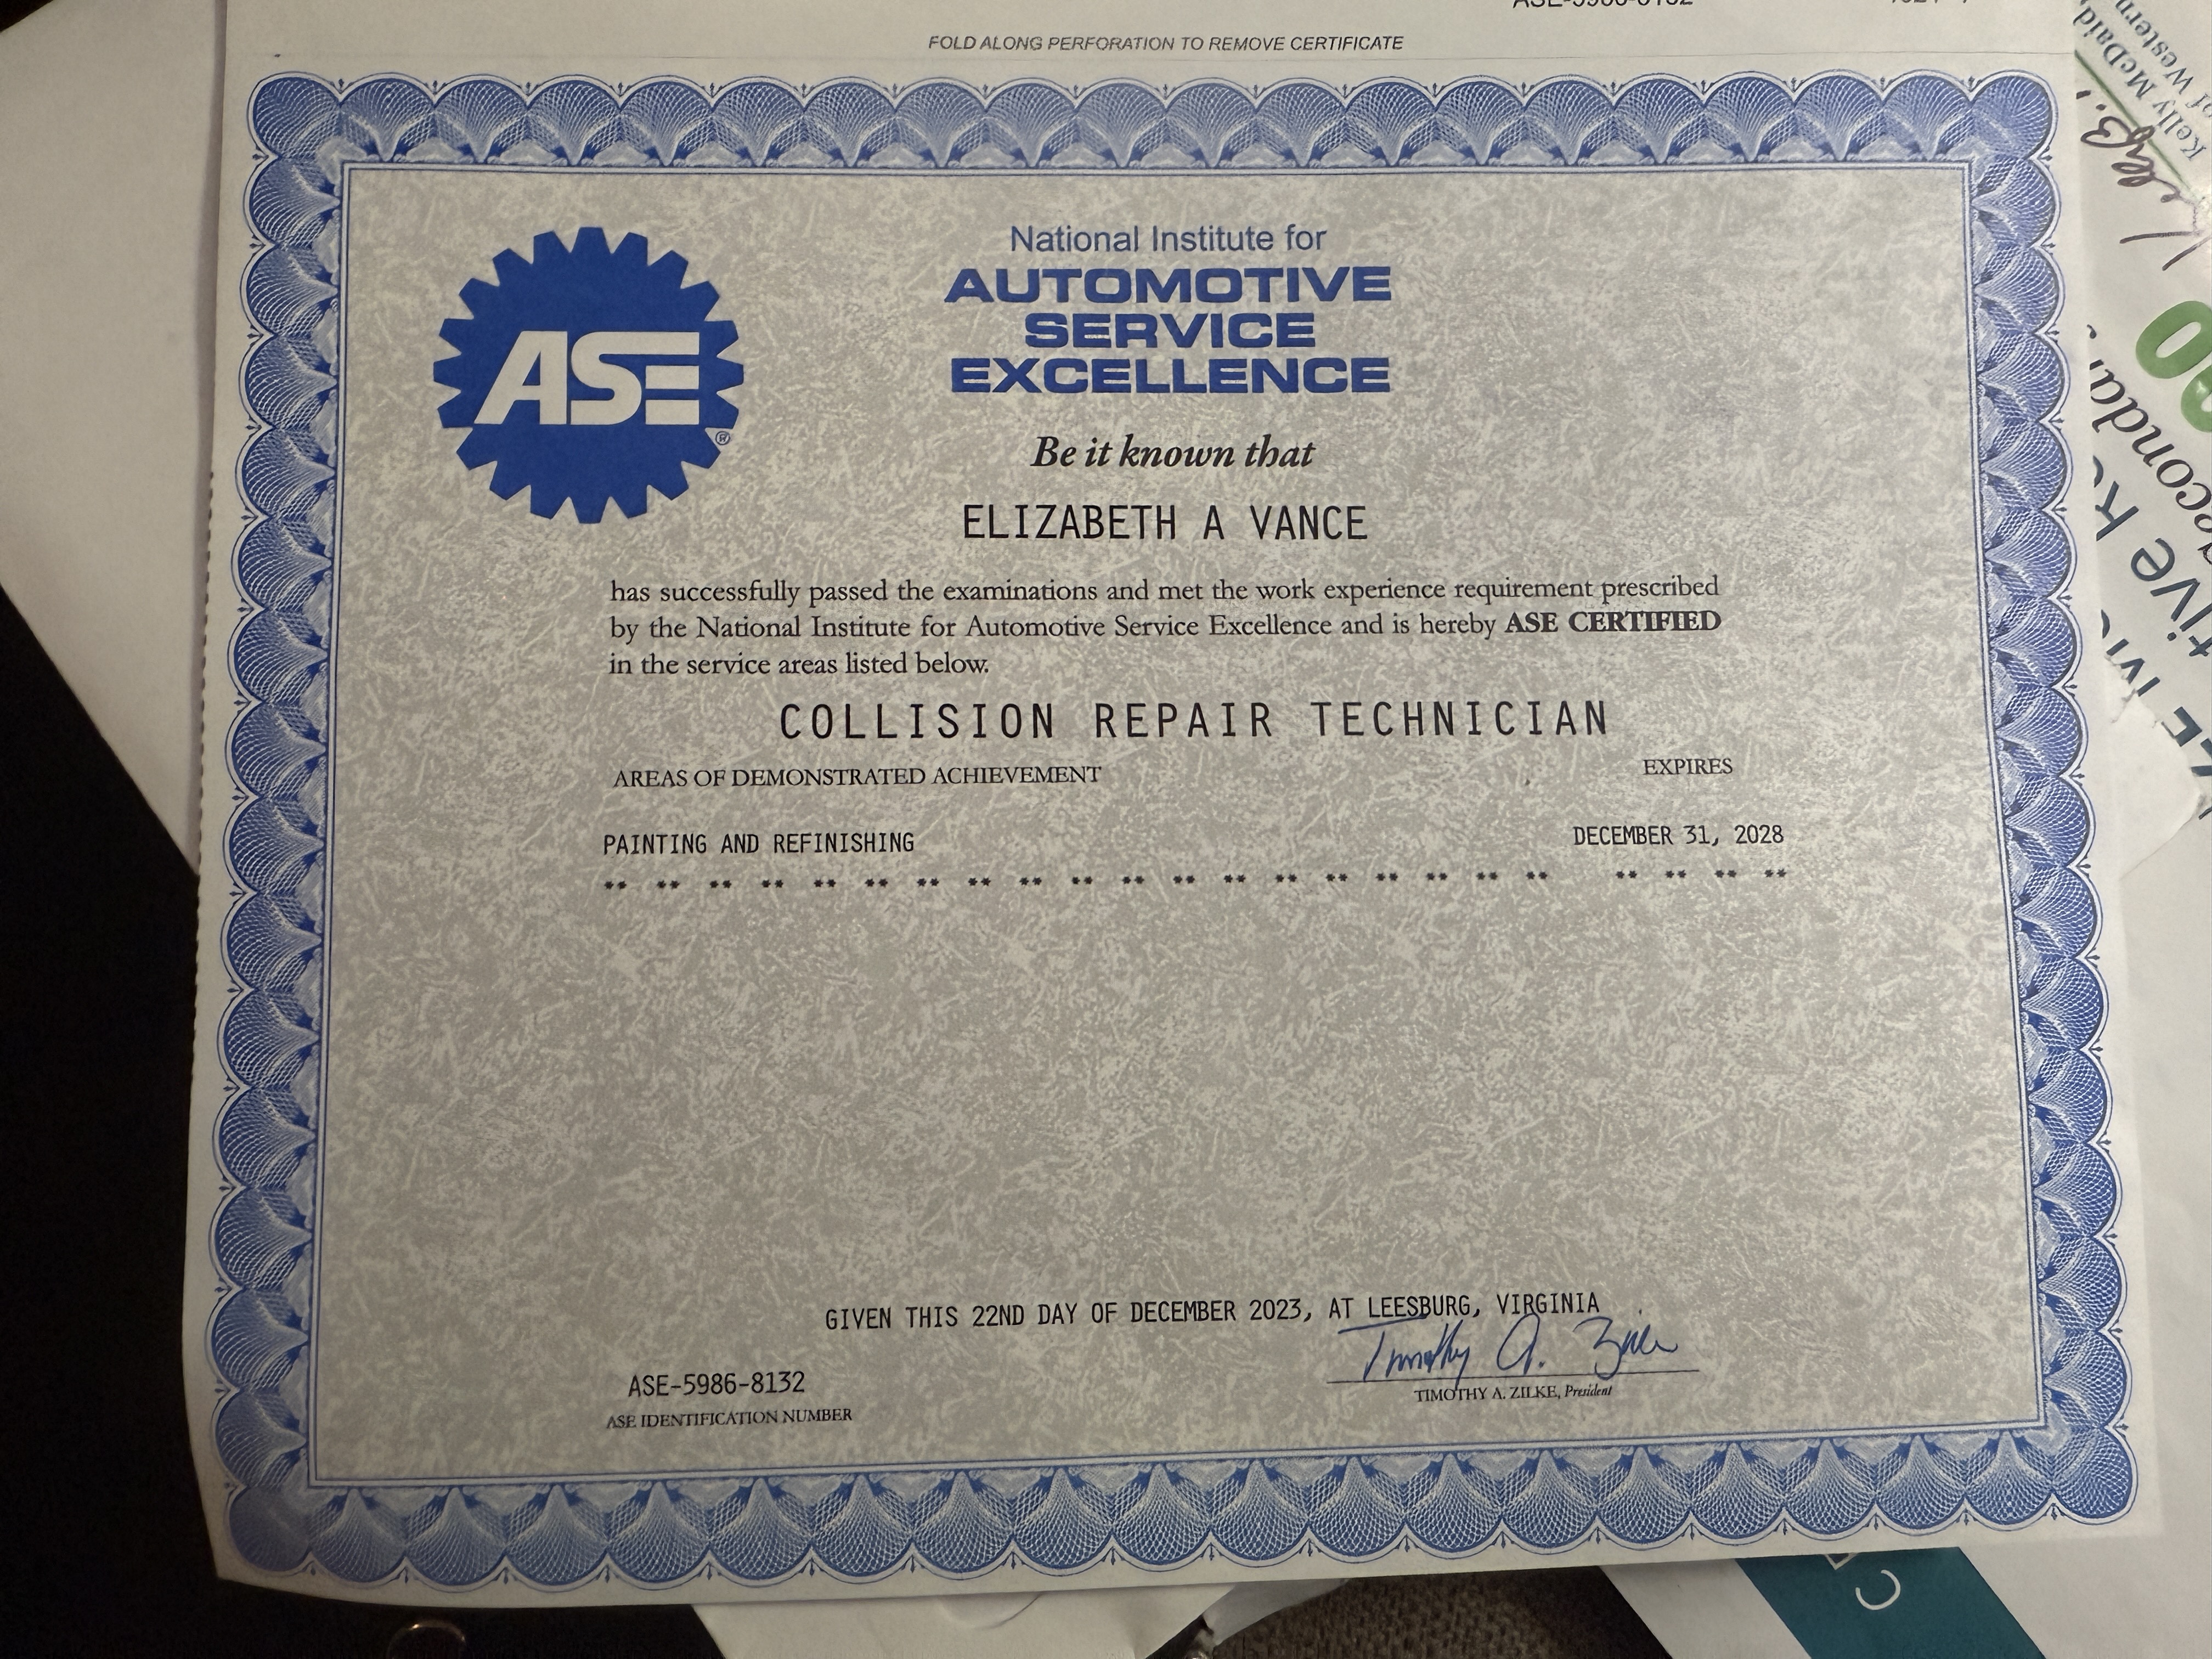 FOLD ALONG PERFORATION TO REMOVE CERTIFICATE
National Institute for
AUTOMOTIVE
SERVICE
EXCELLENCE
ASE®
Be it known that
ELIZABETH A VANCE
has successfully passed the examinations and met the work experience requirement prescribed
by the National Institute for Automotive Service Excellence and is hereby ASE CERTIFIED
in the service areas listed below.
COLLISION REPAIR TECHNICIAN
AREAS OF DEMONSTRATED ACHIEVEMENT EXPIRES
PAINTING AND REFINISHING DECEMBER 31, 2028
** ** ** ** ** ** ** ** ** ** ** ** ** ** ** ** ** ** ** ** ** ** **
GIVEN THIS 22ND DAY OF DECEMBER 2023, AT LEESBURG, VIRGINIA
Timothy A. Zilke
TIMOTHY A. ZILKE, President
ASE-5986-8132
ASE IDENTIFICATION NUMBER
Kelly McDaid,
of Western